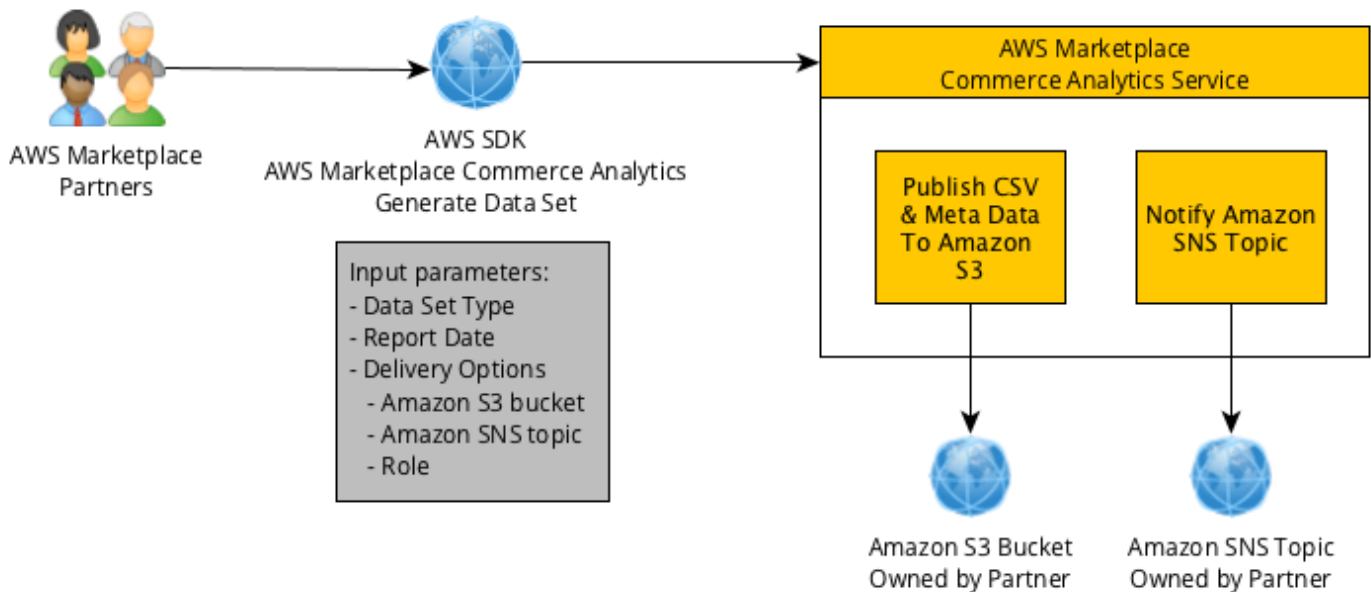 AWS Marketplace
Partners
AWS SDK
AWS Marketplace Commerce Analytics
Generate Data Set
Input parameters:
- Data Set Type
- Report Date
- Delivery Options
- Amazon S3 bucket
- Amazon SNS topic
- Role
AWS Marketplace
Commerce Analytics Service
Publish CSV
& Meta Data
To Amazon
S3
Notify Amazon
SNS Topic
Amazon S3 Bucket
Owned by Partner
Amazon SNS Topic
Owned by Partner